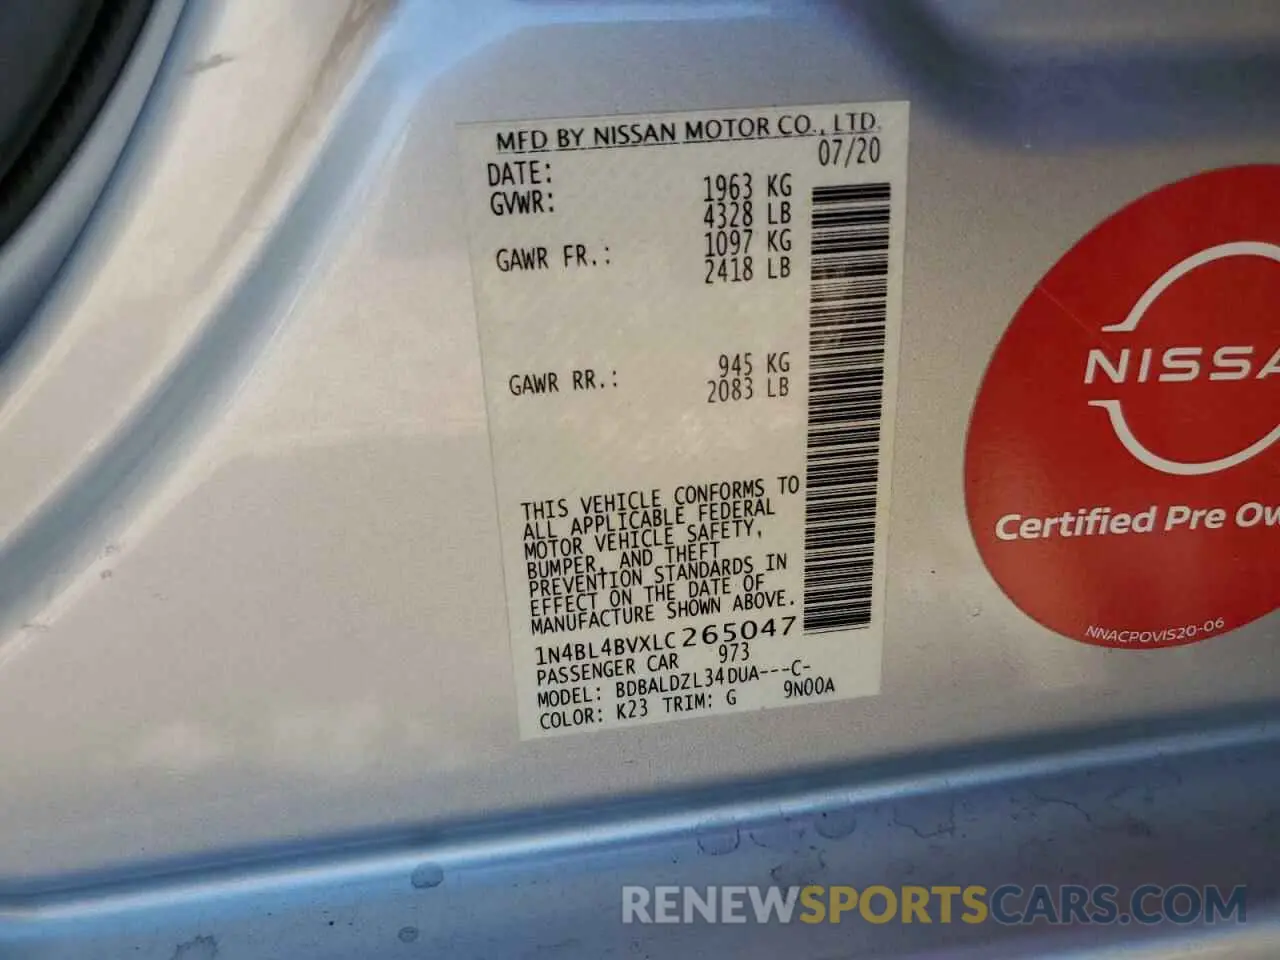 MFD BY NISSAN MOTOR CO., LTD.
DATE: 07/20
GVWR: 1963 KG
4328 LB
GAWR FR.: 1097 KG
2418 LB
GAWR RR.: 945 KG
2083 LB
THIS VEHICLE CONFORMS TO
ALL APPLICABLE FEDERAL
MOTOR VEHICLE SAFETY,
BUMPER, AND THEFT
PREVENTION STANDARDS IN
EFFECT ON THE DATE OF
MANUFACTURE SHOWN ABOVE.
1N4BL4BVXLC265047
PASSENGER CAR 973
MODEL: BDBALDZL34DUA---C-
COLOR: K23 TRIM: G 9N00A
NISSA
Certified Pre Ow
NNACPOVIS20-06
RENEWSPORTSCARS.COM